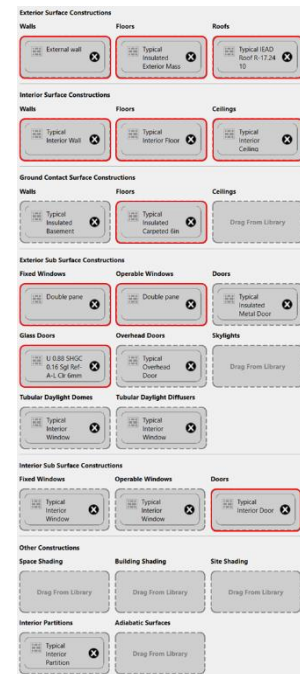 Exterior Surface Constructions
Walls Floors Roofs
External wall
Typical
Insulated
Exterior Mass
Typical IEAD
Roof R-17.24
10
Interior Surface Constructions
Walls Floors Ceilings
Typical
Interior Wall
Typical
Interior Floor
Typical
Interior
Ceiling
Ground Contact Surface Constructions
Walls Floors Ceilings
Typical
Insulated
Basement
Typical
Insulated
Carpeted 8in
Drag From Library
Exterior Sub Surface Constructions
Fixed Windows Operable Windows Doors
Double pane
Double pane
Typical
Insulated
Metal Door
Glass Doors Overhead Doors Skylights
U 0.88 SHGC
0.16 Sgl Ref-
A-L Clr 6mm
Typical
Overhead
Door
Drag From Library
Tubular Daylight Domes Tubular Daylight Diffusers
Typical
Interior
Window
Typical
Interior
Window
Interior Sub Surface Constructions
Fixed Windows Operable Windows Doors
Typical
Interior
Window
Typical
Interior
Window
Typical
Interior Door
Other Constructions
Space Shading Building Shading Site Shading
Drag From Library
Drag From Library
Drag From Library
Interior Partitions Adiabatic Surfaces
Typical
Interior
Partition
Drag From Library